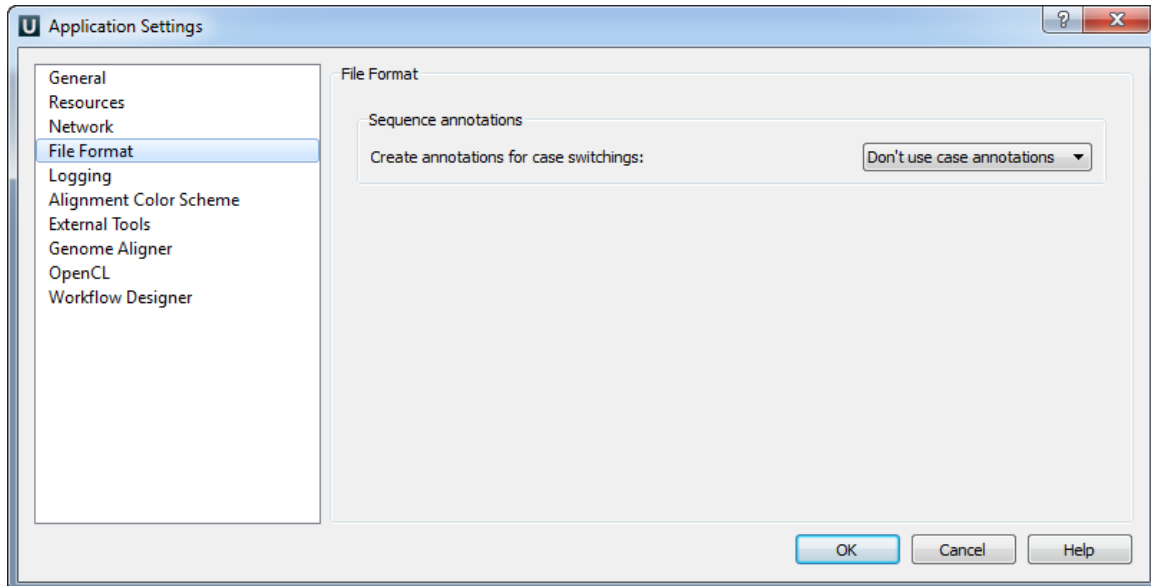 U Application Settings
General
Resources
Network
File Format
Logging
Alignment Color Scheme
External Tools
Genome Aligner
OpenCL
Workflow Designer
File Format
Sequence annotations
Create annotations for case switchings: Don't use case annotations
OK Cancel Help